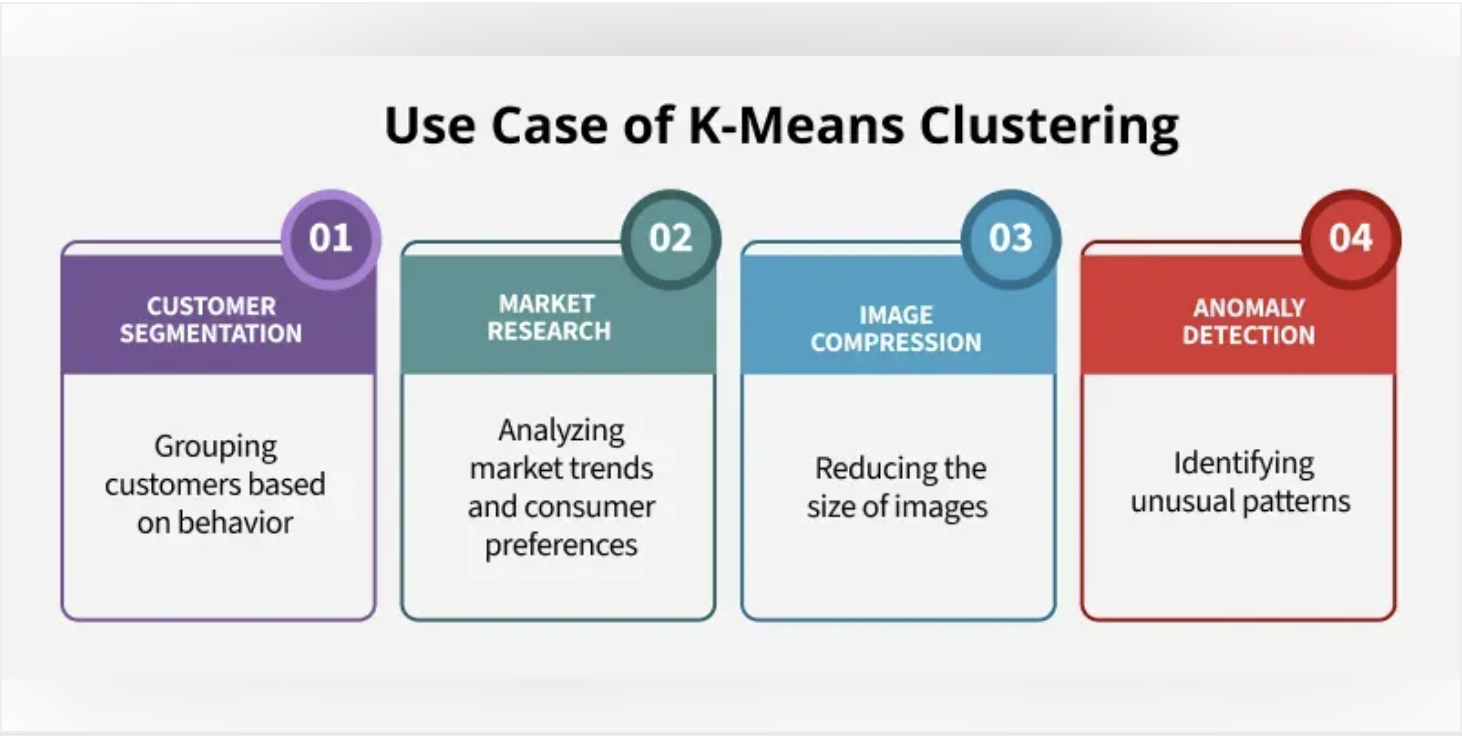 Use Case of K-Means Clustering
01
CUSTOMER
SEGMENTATION
Grouping
customers based
on behavior
02
MARKET
RESEARCH
Analyzing
market trends
and consumer
preferences
03
IMAGE
COMPRESSION
Reducing the
size of images
04
ANOMALY
DETECTION
Identifying
unusual patterns